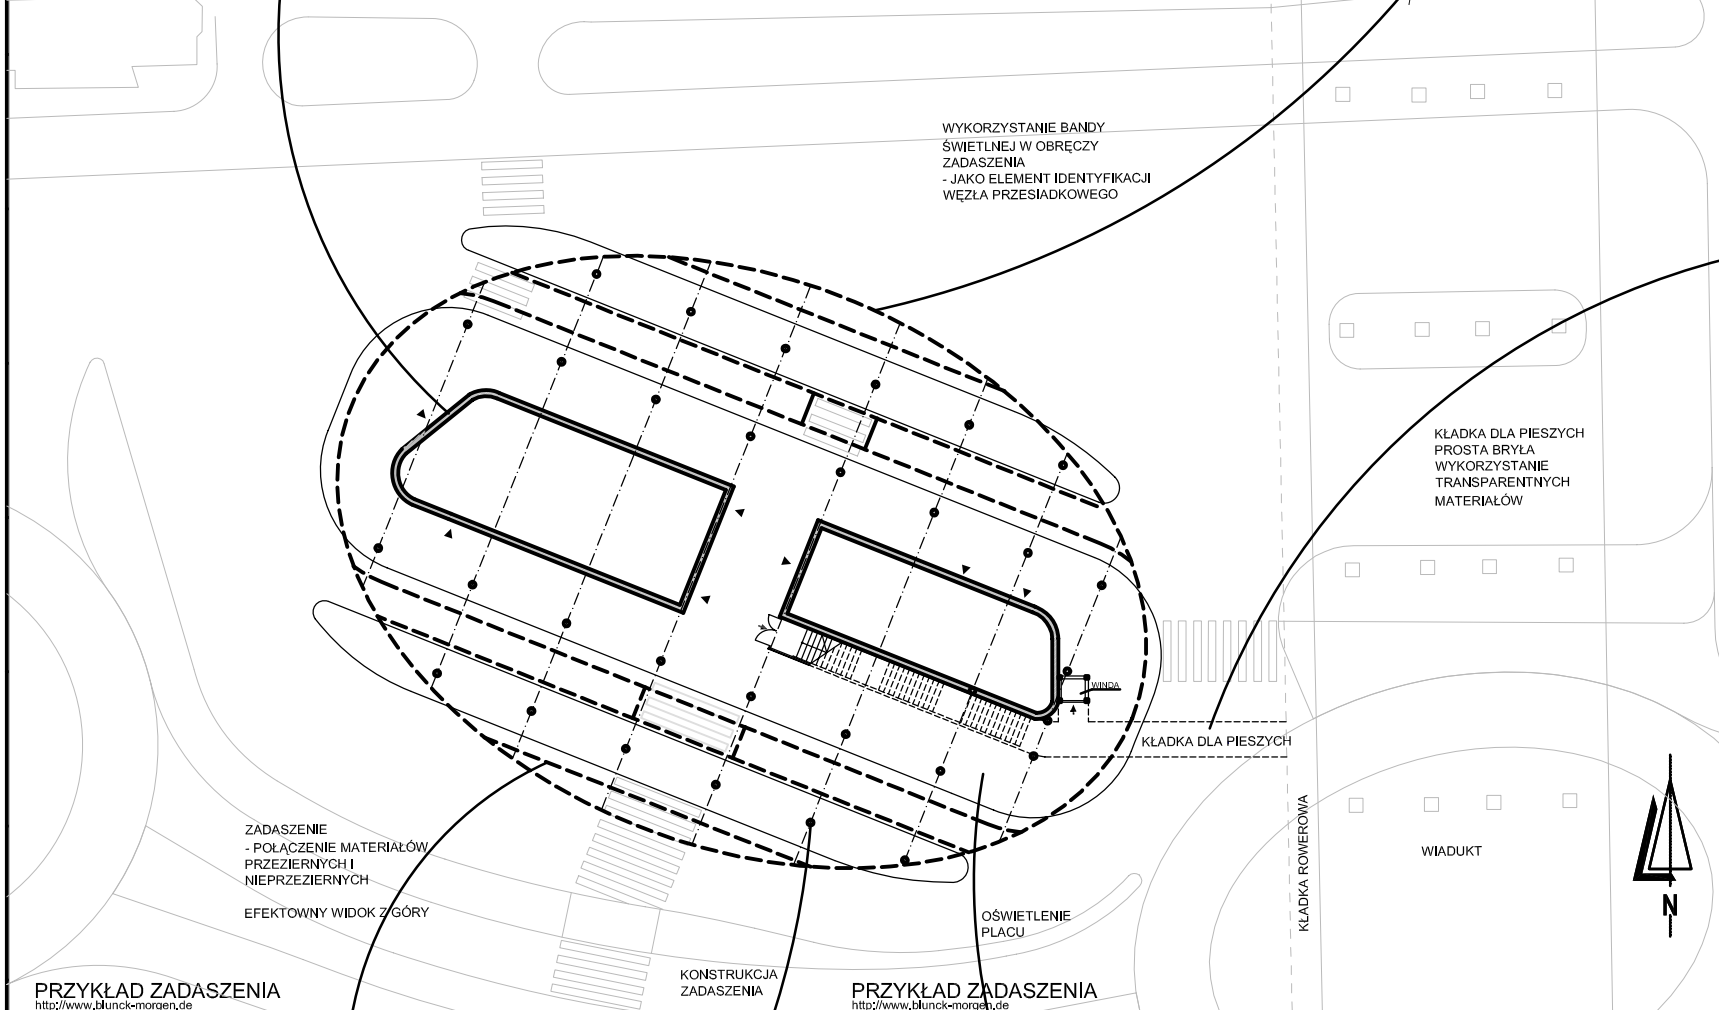 WYKORZYSTANIE BANDY
ŚWIETLNEJ W OBRĘCZY
ZADASZENIA
- JAKO ELEMENT IDENTYFIKACJI
WĘZŁA PRZESIADKOWEGO
KŁADKA DLA PIESZYCH
PROSTA BRYŁA
WYKORZYSTANIE
TRANSPARENTNYCH
MATERIAŁÓW
WINDA
KŁADKA DLA PIESZYCH
KŁADKA ROWEROWA
WIADUKT
N
ZADASZENIE
- POŁĄCZENIE MATERIAŁÓW
PRZEZIERNYCH I
NIEPRZEZIERNYCH
EFEKTOWNY WIDOK Z GÓRY
OŚWIETLENIE
PLACU
KONSTRUKCJA
ZADASZENIA
PRZYKŁAD ZADASZENIA
http://www.blunck-morgen.de
PRZYKŁAD ZADASZENIA
http://www.blunck-morgen.de